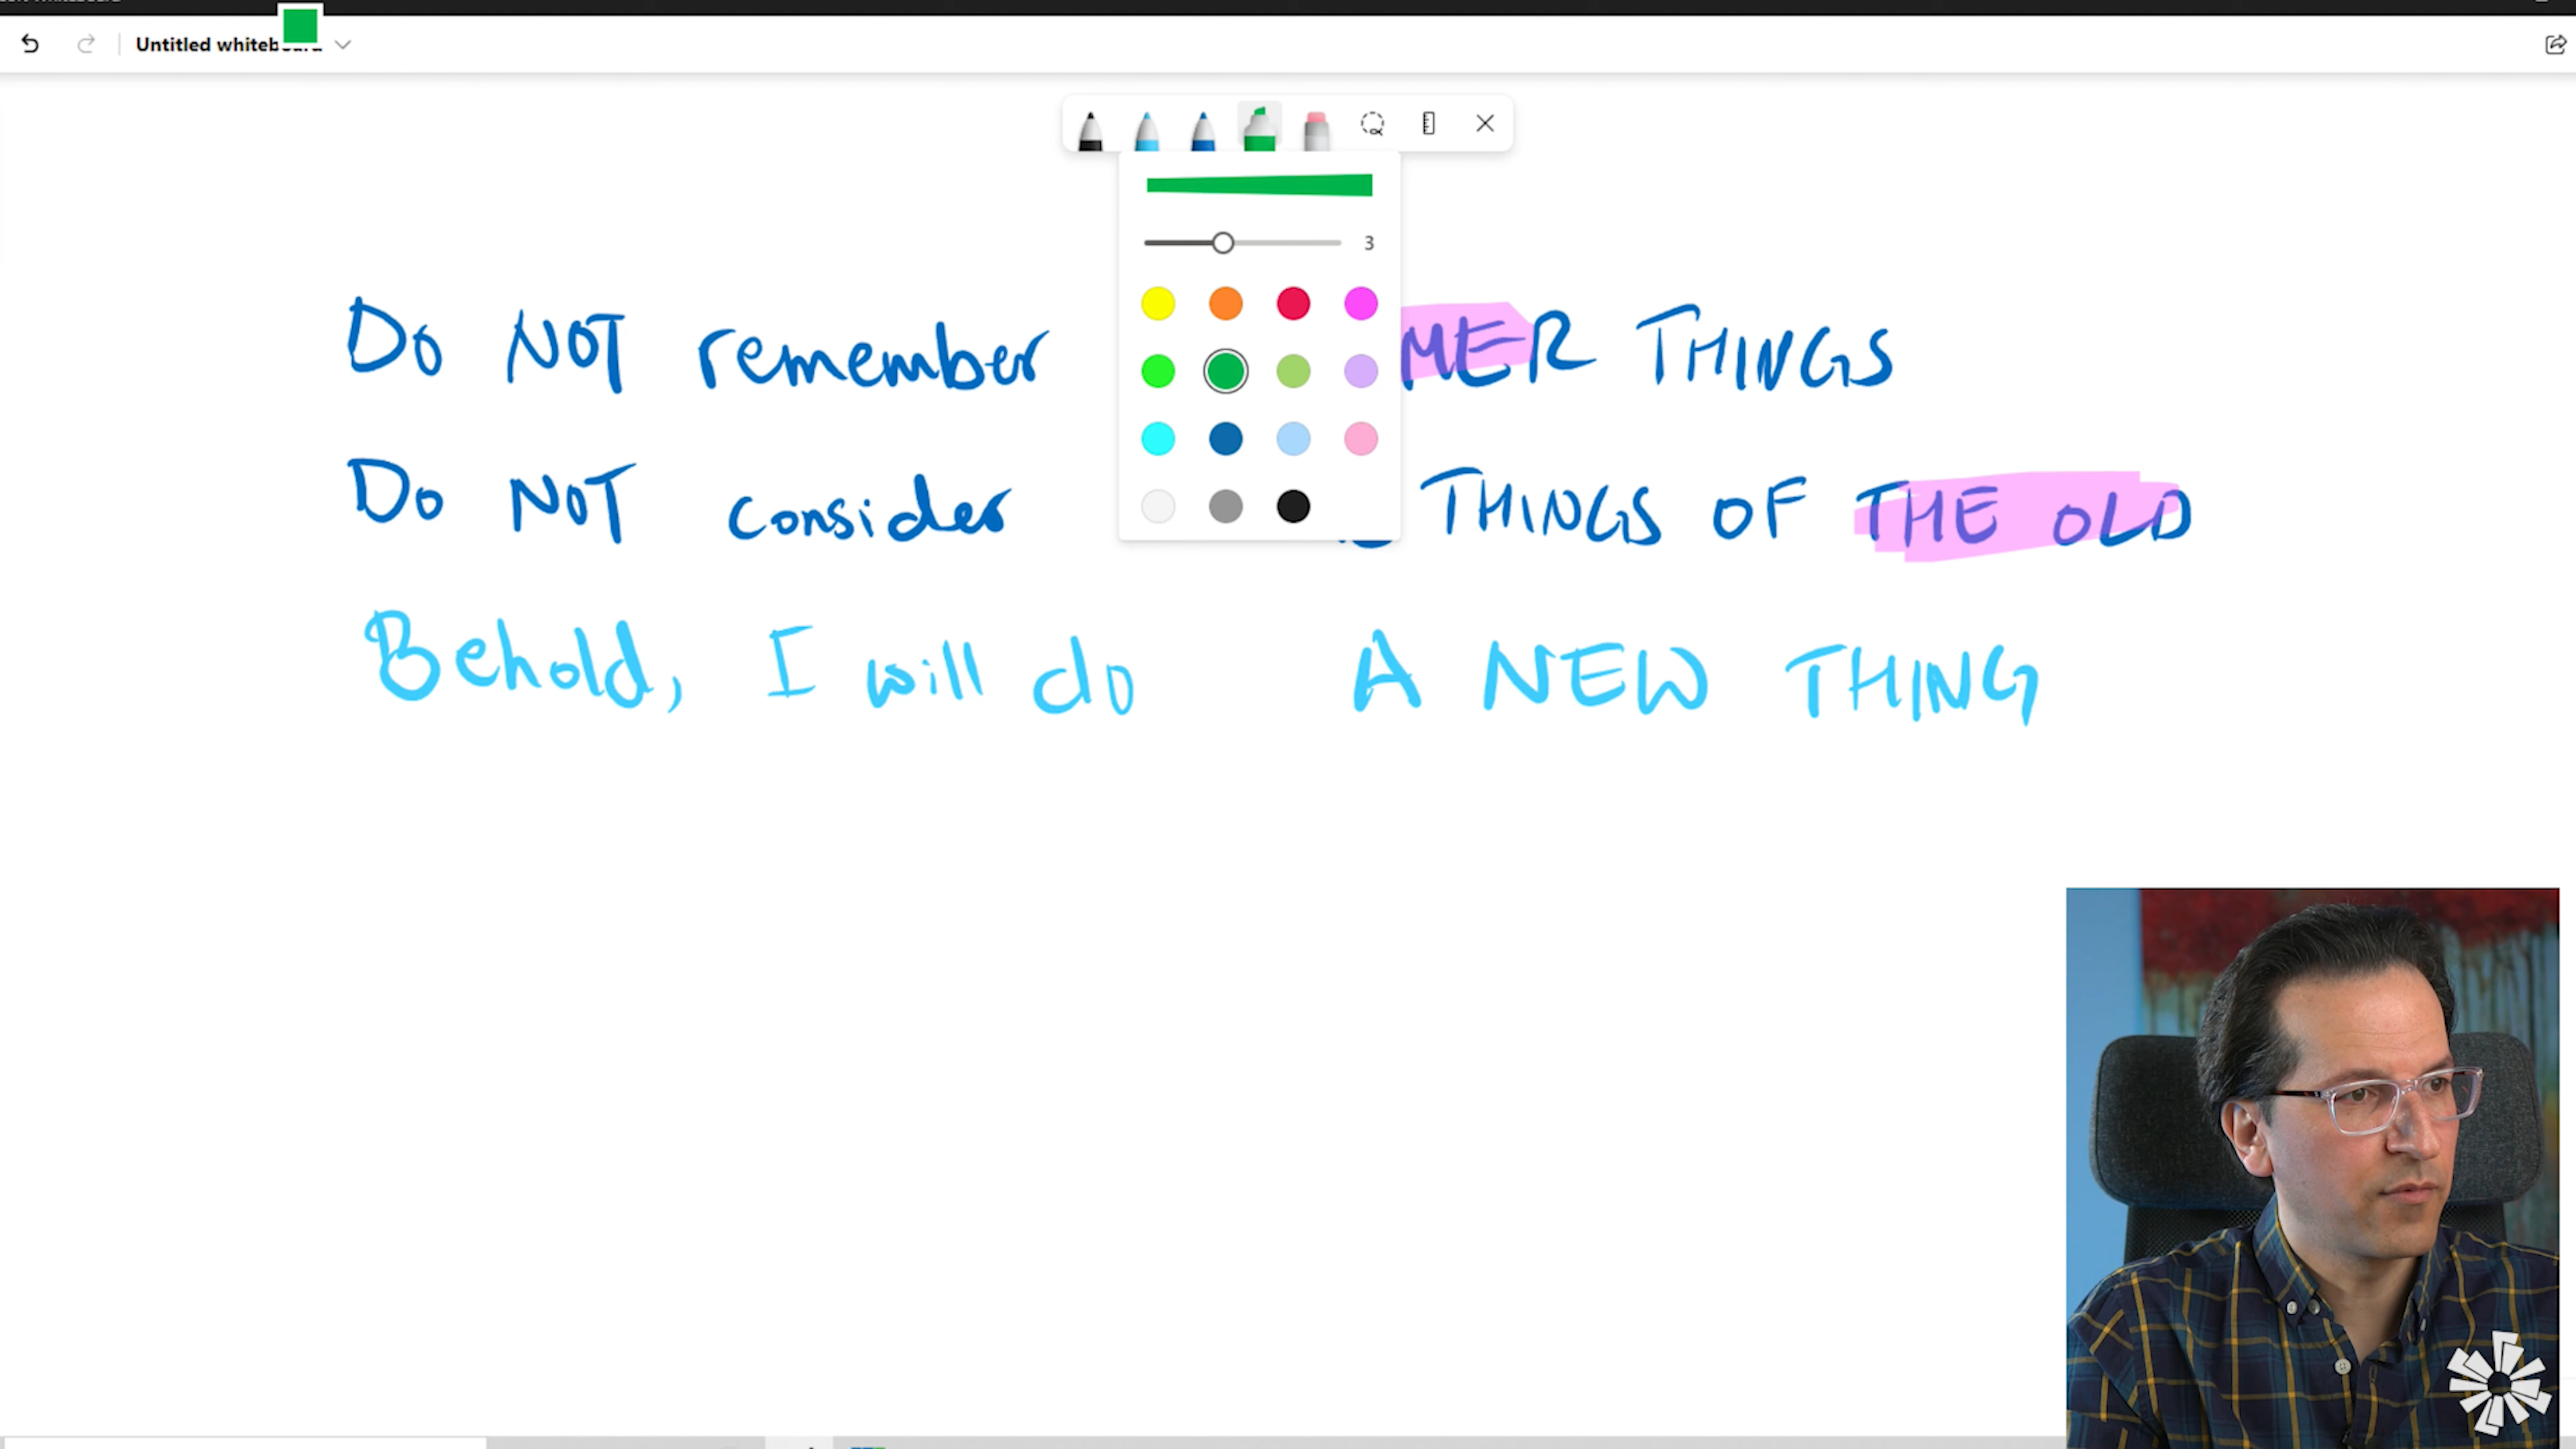 Untitled whiteboard
3
Do NOT remember MER THINGS
Do NOT consider THINGS OF THE OLD
Behold, I will do A NEW THING